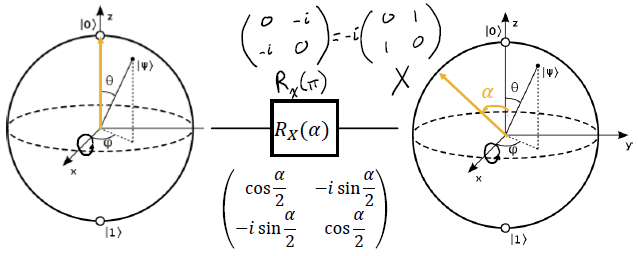 z
|0⟩
|ψ⟩
θ
φ
x
|1⟩
(0 -i
-i 0) = -i (0 1
1 0)
Rₓ(π) X
R_X(α)
(cos α/2 -i sin α/2
-i sin α/2 cos α/2)
z
|0⟩
|ψ⟩
α
θ
φ
x
y
|1⟩